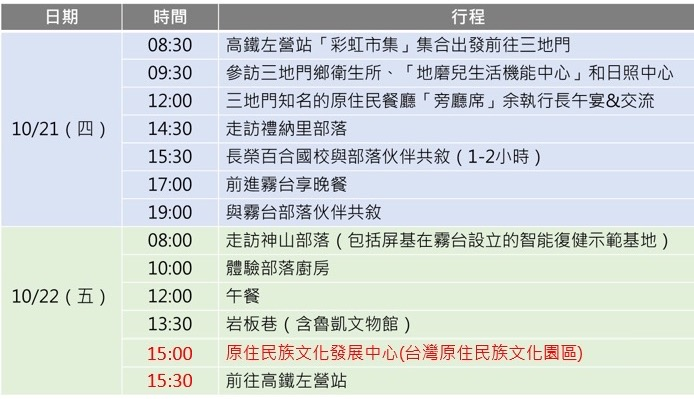 日期 時間 行程
10/21（四）
08:30 高鐵左營站「彩虹市集」集合出發前往三地門
09:30 參訪三地門鄉衛生所、「地磨兒生活機能中心」和日照中心
12:00 三地門知名的原住民餐廳「旁廳席」余執行長午宴&交流
14:30 走訪禮納里部落
15:30 長榮百合國校與部落伙伴共敘（1-2小時）
17:00 前進霧台享晚餐
19:00 與霧台部落伙伴共敘
10/22（五）
08:00 走訪神山部落（包括屏基在霧台設立的智能復健示範基地）
10:00 體驗部落廚房
12:00 午餐
13:30 岩板巷（含魯凱文物館）
15:00 原住民族文化發展中心(台灣原住民族文化園區)
15:30 前往高鐵左營站